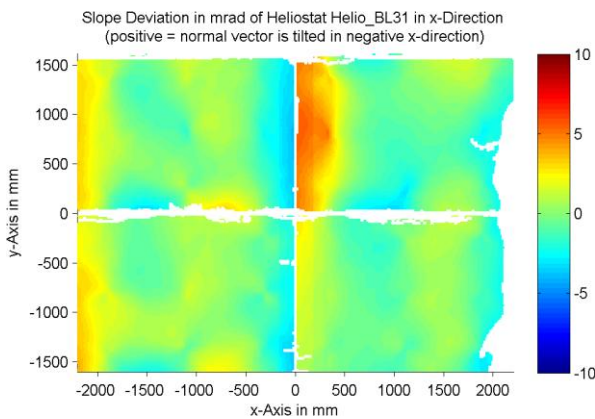 Slope Deviation in mrad of Heliostat Helio_BL31 in x-Direction
(positive = normal vector is tilted in negative x-direction)
1500
1000
500
0
-500
-1000
-1500
y-Axis in mm
-2000 -1500 -1000 -500 0 500 1000 1500 2000
x-Axis in mm
10
5
0
-5
-10